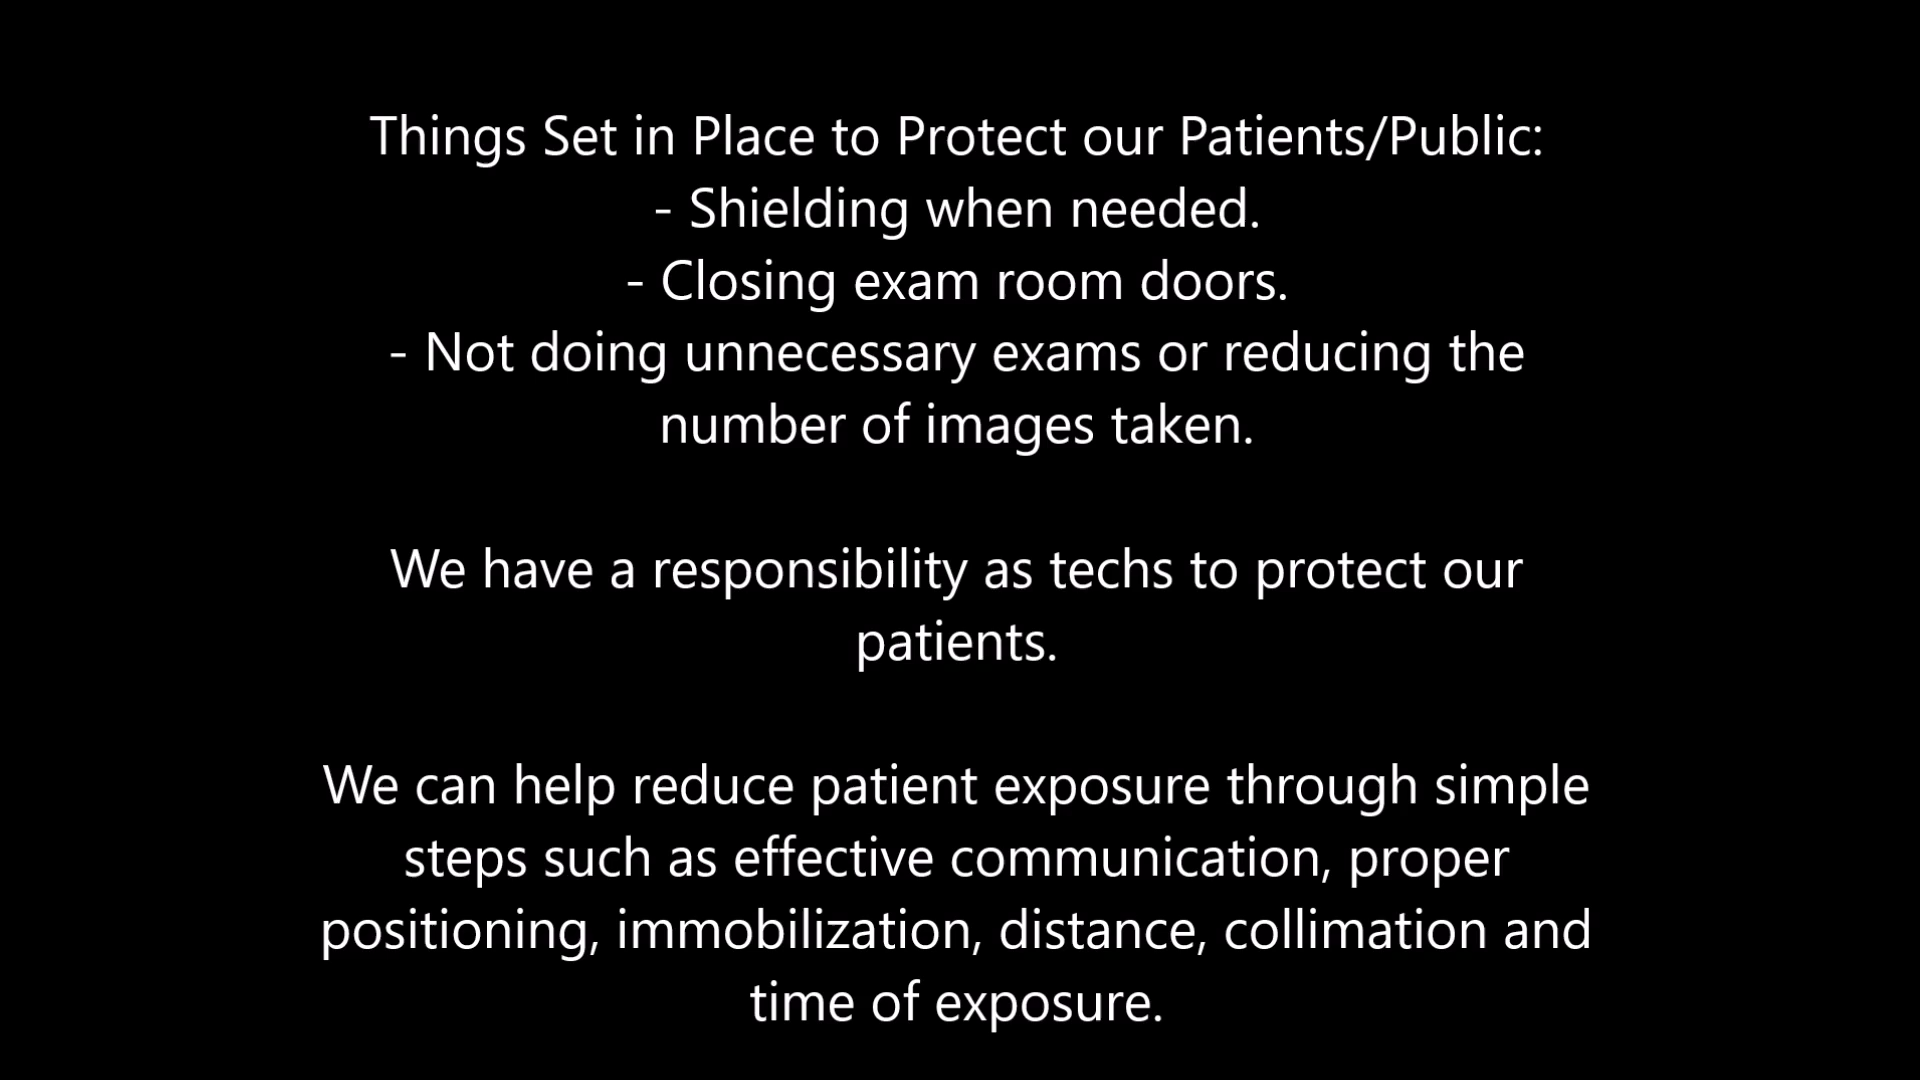 Things Set in Place to Protect our Patients/Public:
- Shielding when needed.
- Closing exam room doors.
- Not doing unnecessary exams or reducing the
number of images taken.
We have a responsibility as techs to protect our
patients.
We can help reduce patient exposure through simple
steps such as effective communication, proper
positioning, immobilization, distance, collimation and
time of exposure.